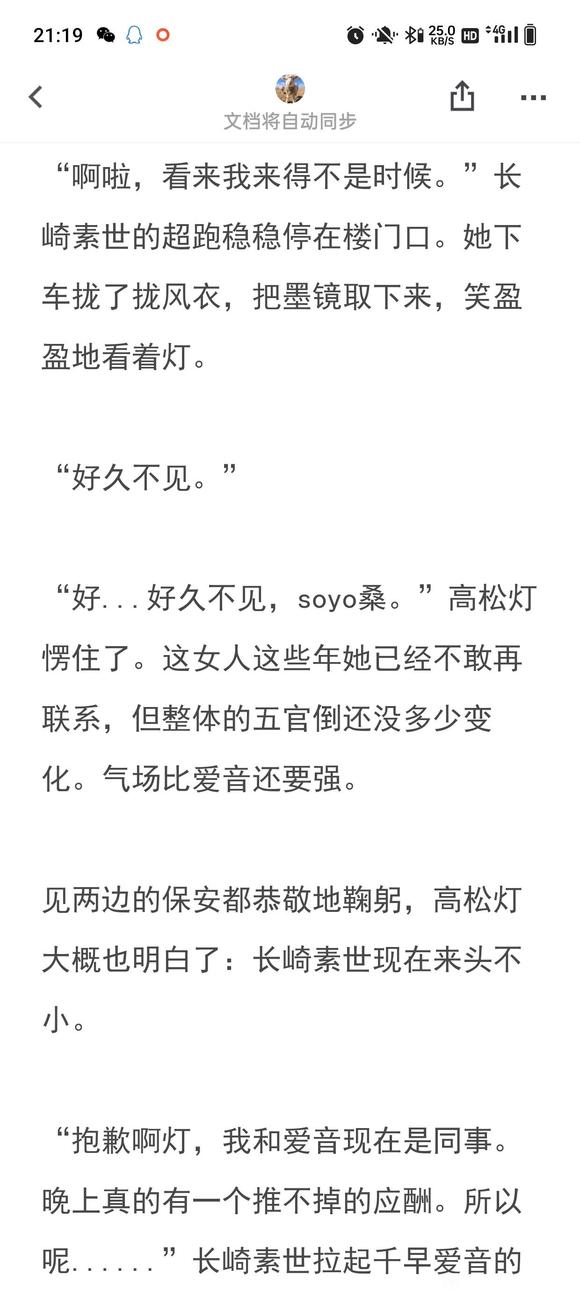 21:19
25.0
KB/S
HD
4G
文档将自动同步
“啊啦，看来我来得不是时候。”长
崎素世的超跑稳稳停在楼门口。她下
车拢了拢风衣，把墨镜取下来，笑盈
盈地看着灯。
“好久不见。”
“好...好久不见，soyo桑。”高松灯
愣住了。这女人这些年她已经不敢再
联系，但整体的五官倒还没多少变
化。气场比爱音还要强。
见两边的保安都恭敬地鞠躬，高松灯
大概也明白了：长崎素世现在来头不
小。
“抱歉啊灯，我和爱音现在是同事。
晚上真的有一个推不掉的应酬。所以
呢......”长崎素世拉起千早爱音的